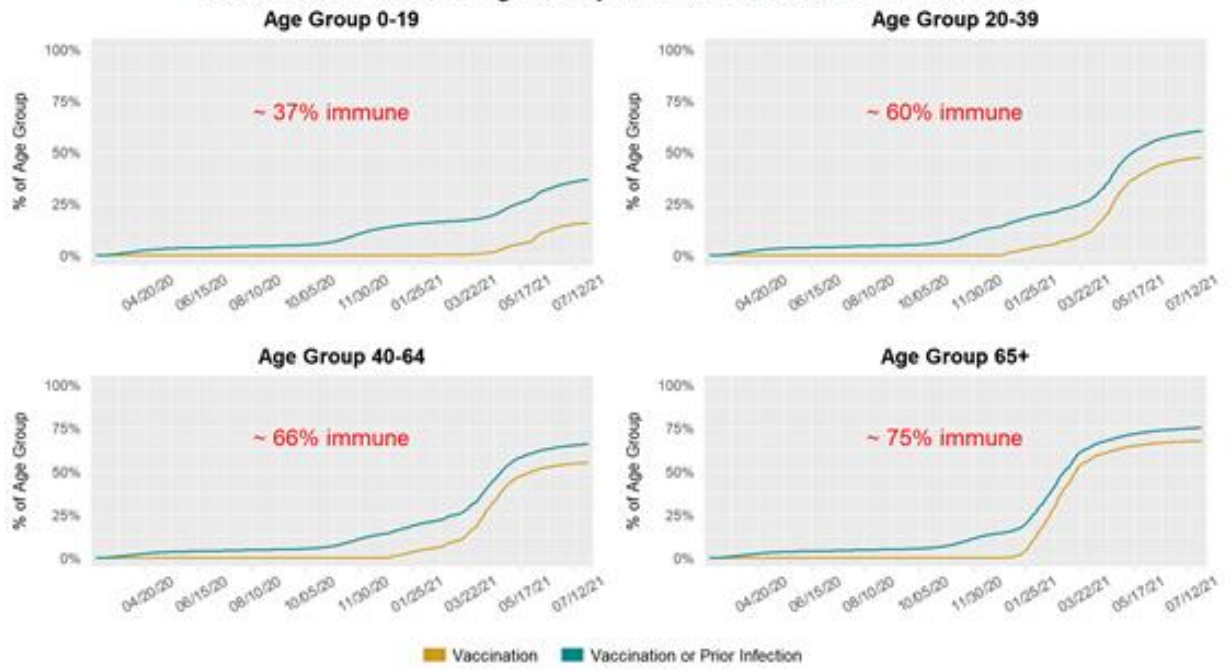 Age Group 0-19
Age Group 20-39
% of Age Group
100%
75%
50%
25%
0%
~ 37% immune
04/20/20 06/15/20 08/10/20 10/05/20 11/30/20 01/25/21 03/22/21 05/17/21 07/12/21
% of Age Group
100%
75%
50%
25%
0%
~ 60% immune
04/20/20 06/15/20 08/10/20 10/05/20 11/30/20 01/25/21 03/22/21 05/17/21 07/12/21
Age Group 40-64
Age Group 65+
% of Age Group
100%
75%
50%
25%
0%
~ 66% immune
04/20/20 06/15/20 08/10/20 10/05/20 11/30/20 01/25/21 03/22/21 05/17/21 07/12/21
% of Age Group
100%
75%
50%
25%
0%
~ 75% immune
04/20/20 06/15/20 08/10/20 10/05/20 11/30/20 01/25/21 03/22/21 05/17/21 07/12/21
Vaccination Vaccination or Prior Infection